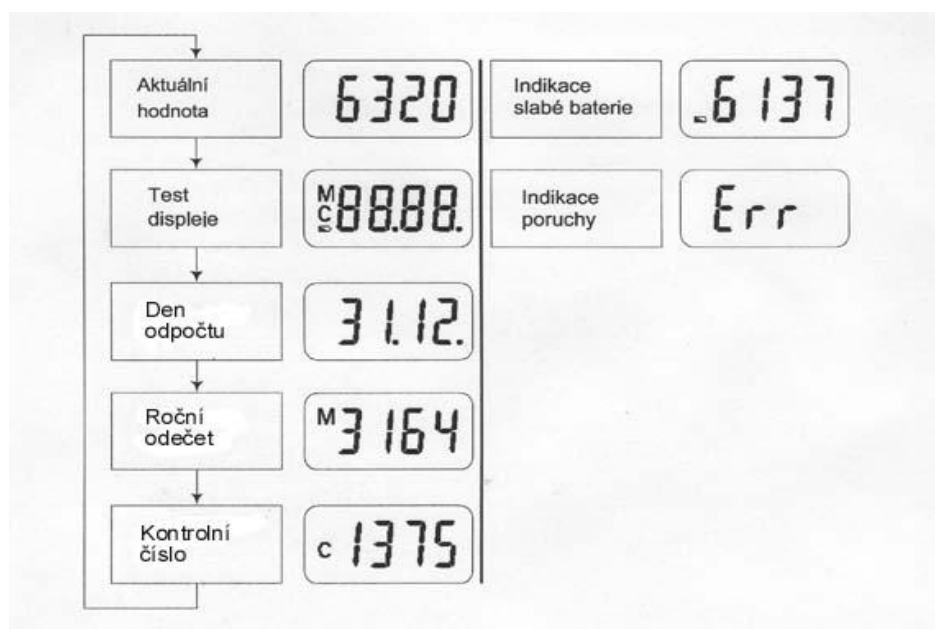 Aktuální
hodnota
6320
Test
displeje
M
C
88.88.
Den
odpočtu
31.12.
Roční
odečet
M 3164
Kontrolní
číslo
C 1375
Indikace
slabé baterie
6137
Indikace
poruchy
Err